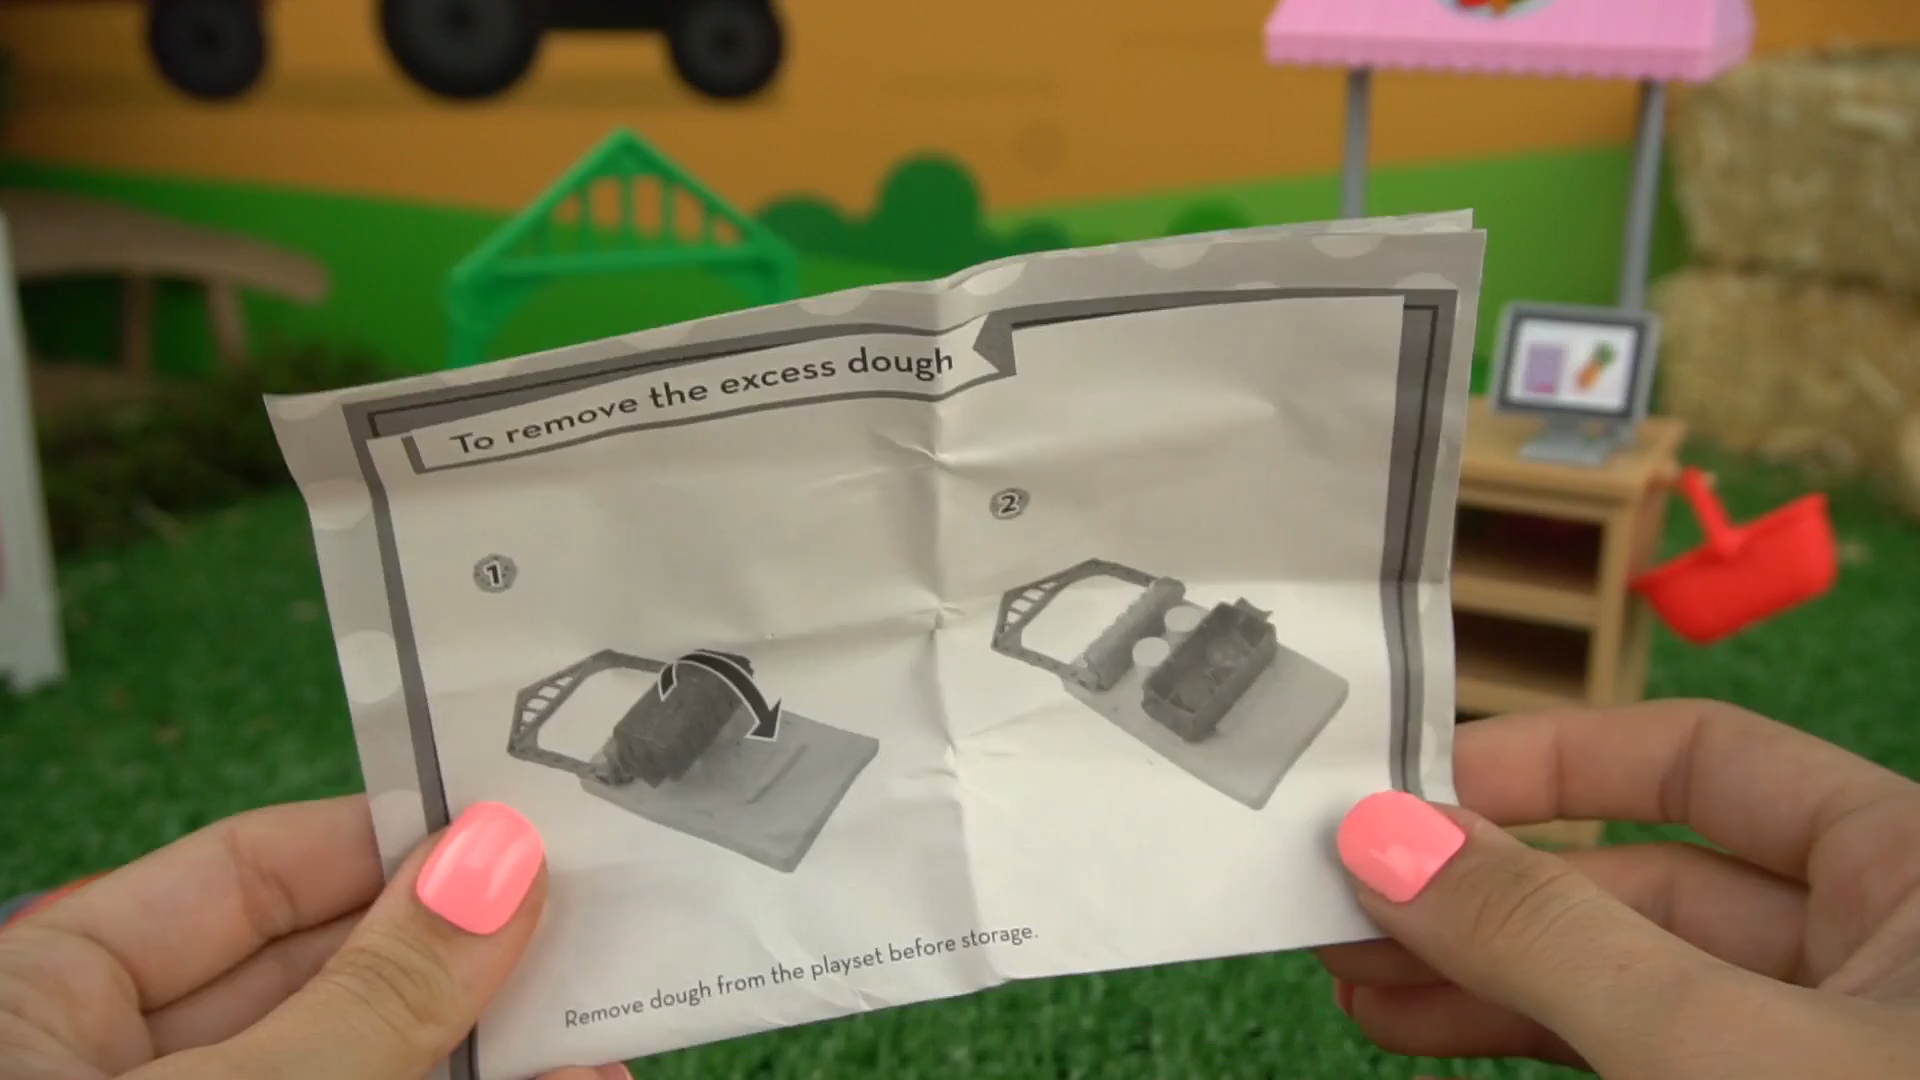 To remove the excess dough
1
2
Remove dough from the playset before storage.